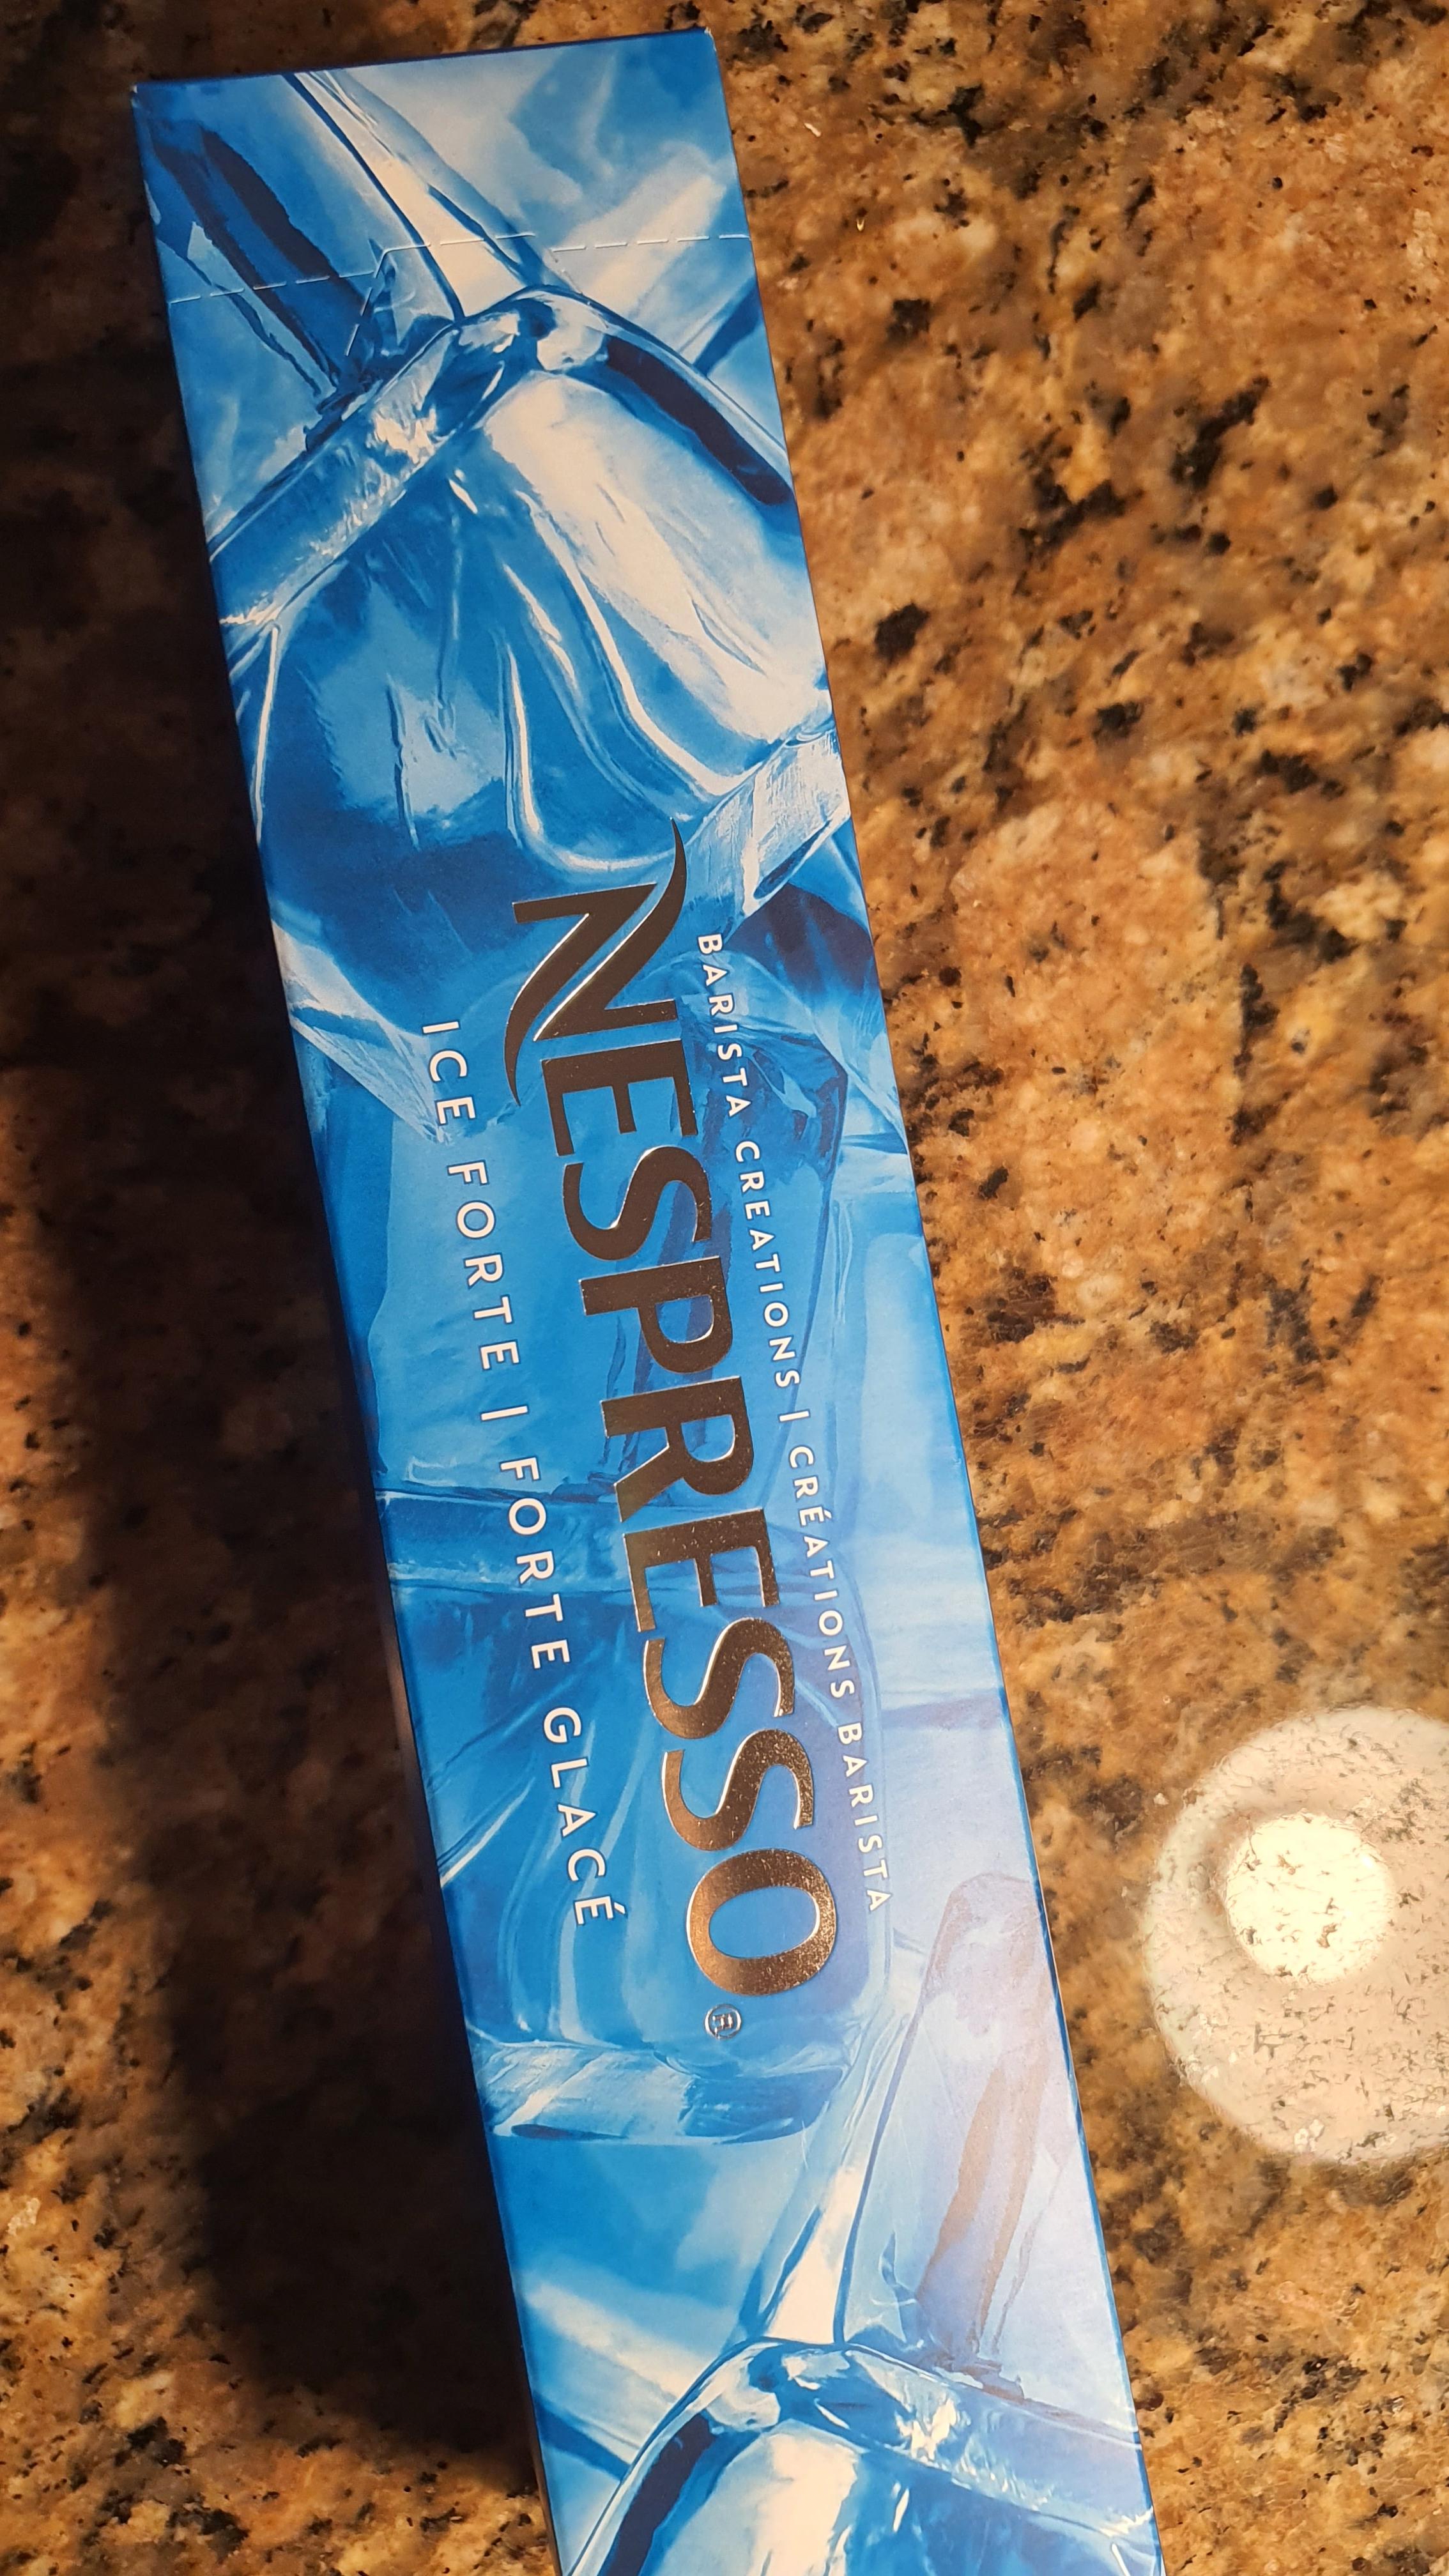 BARISTA CREATIONS | CRÉATIONS BARISTA
NESPRESSO®
ICE FORTE | FORTE GLACÉ